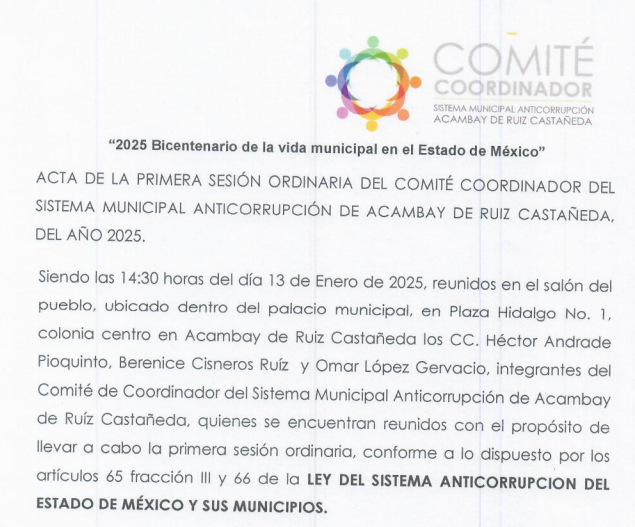 COMITÉ
COORDINADOR
SISTEMA MUNICIPAL ANTICORRUPCIÓN
ACAMBAY DE RUIZ CASTAÑEDA
“2025 Bicentenario de la vida municipal en el Estado de México”
ACTA DE LA PRIMERA SESIÓN ORDINARIA DEL COMITÉ COORDINADOR DEL
SISTEMA MUNICIPAL ANTICORRUPCIÓN DE ACAMBAY DE RUIZ CASTAÑEDA,
DEL AÑO 2025.
Siendo las 14:30 horas del día 13 de Enero de 2025, reunidos en el salón del
pueblo, ubicado dentro del palacio municipal, en Plaza Hidalgo No. 1,
colonia centro en Acambay de Ruiz Castañeda los CC. Héctor Andrade
Pioquinto, Berenice Cisneros Ruíz y Omar López Gervacio, integrantes del
Comité de Coordinador del Sistema Municipal Anticorrupción de Acambay
de Ruíz Castañeda, quienes se encuentran reunidos con el propósito de
llevar a cabo la primera sesión ordinaria, conforme a lo dispuesto por los
artículos 65 fracción III y 66 de la LEY DEL SISTEMA ANTICORRUPCION DEL
ESTADO DE MÉXICO Y SUS MUNICIPIOS.